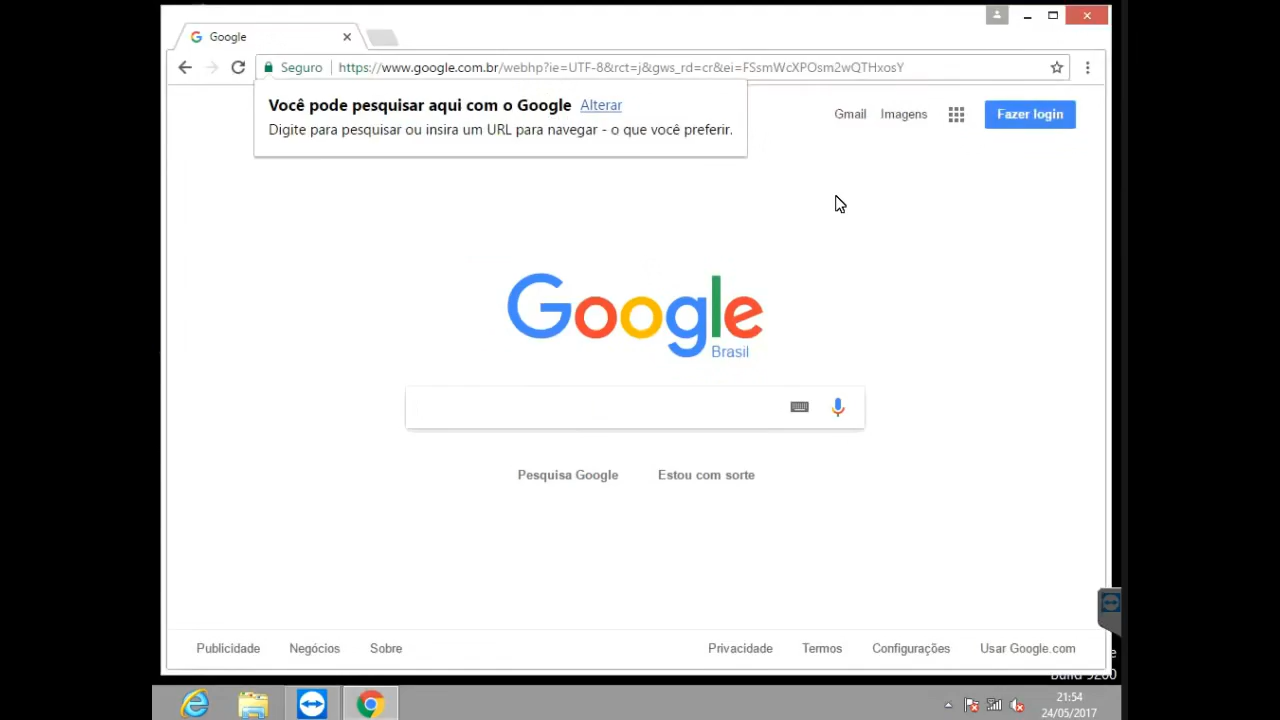 Google
Seguro
https://www.google.com.br/webhp?ie=UTF-8&rct=j&gws_rd=cr&ei=FSsmWcXPOsm2wQTHxosY
Você pode pesquisar aqui com o Google Alterar
Digite para pesquisar ou insira um URL para navegar - o que você preferir.
Gmail Imagens Fazer login
Google
Brasil
Pesquisa Google Estou com sorte
Publicidade Negócios Sobre Privacidade Termos Configurações Usar Google.com
21:54
24/05/2017